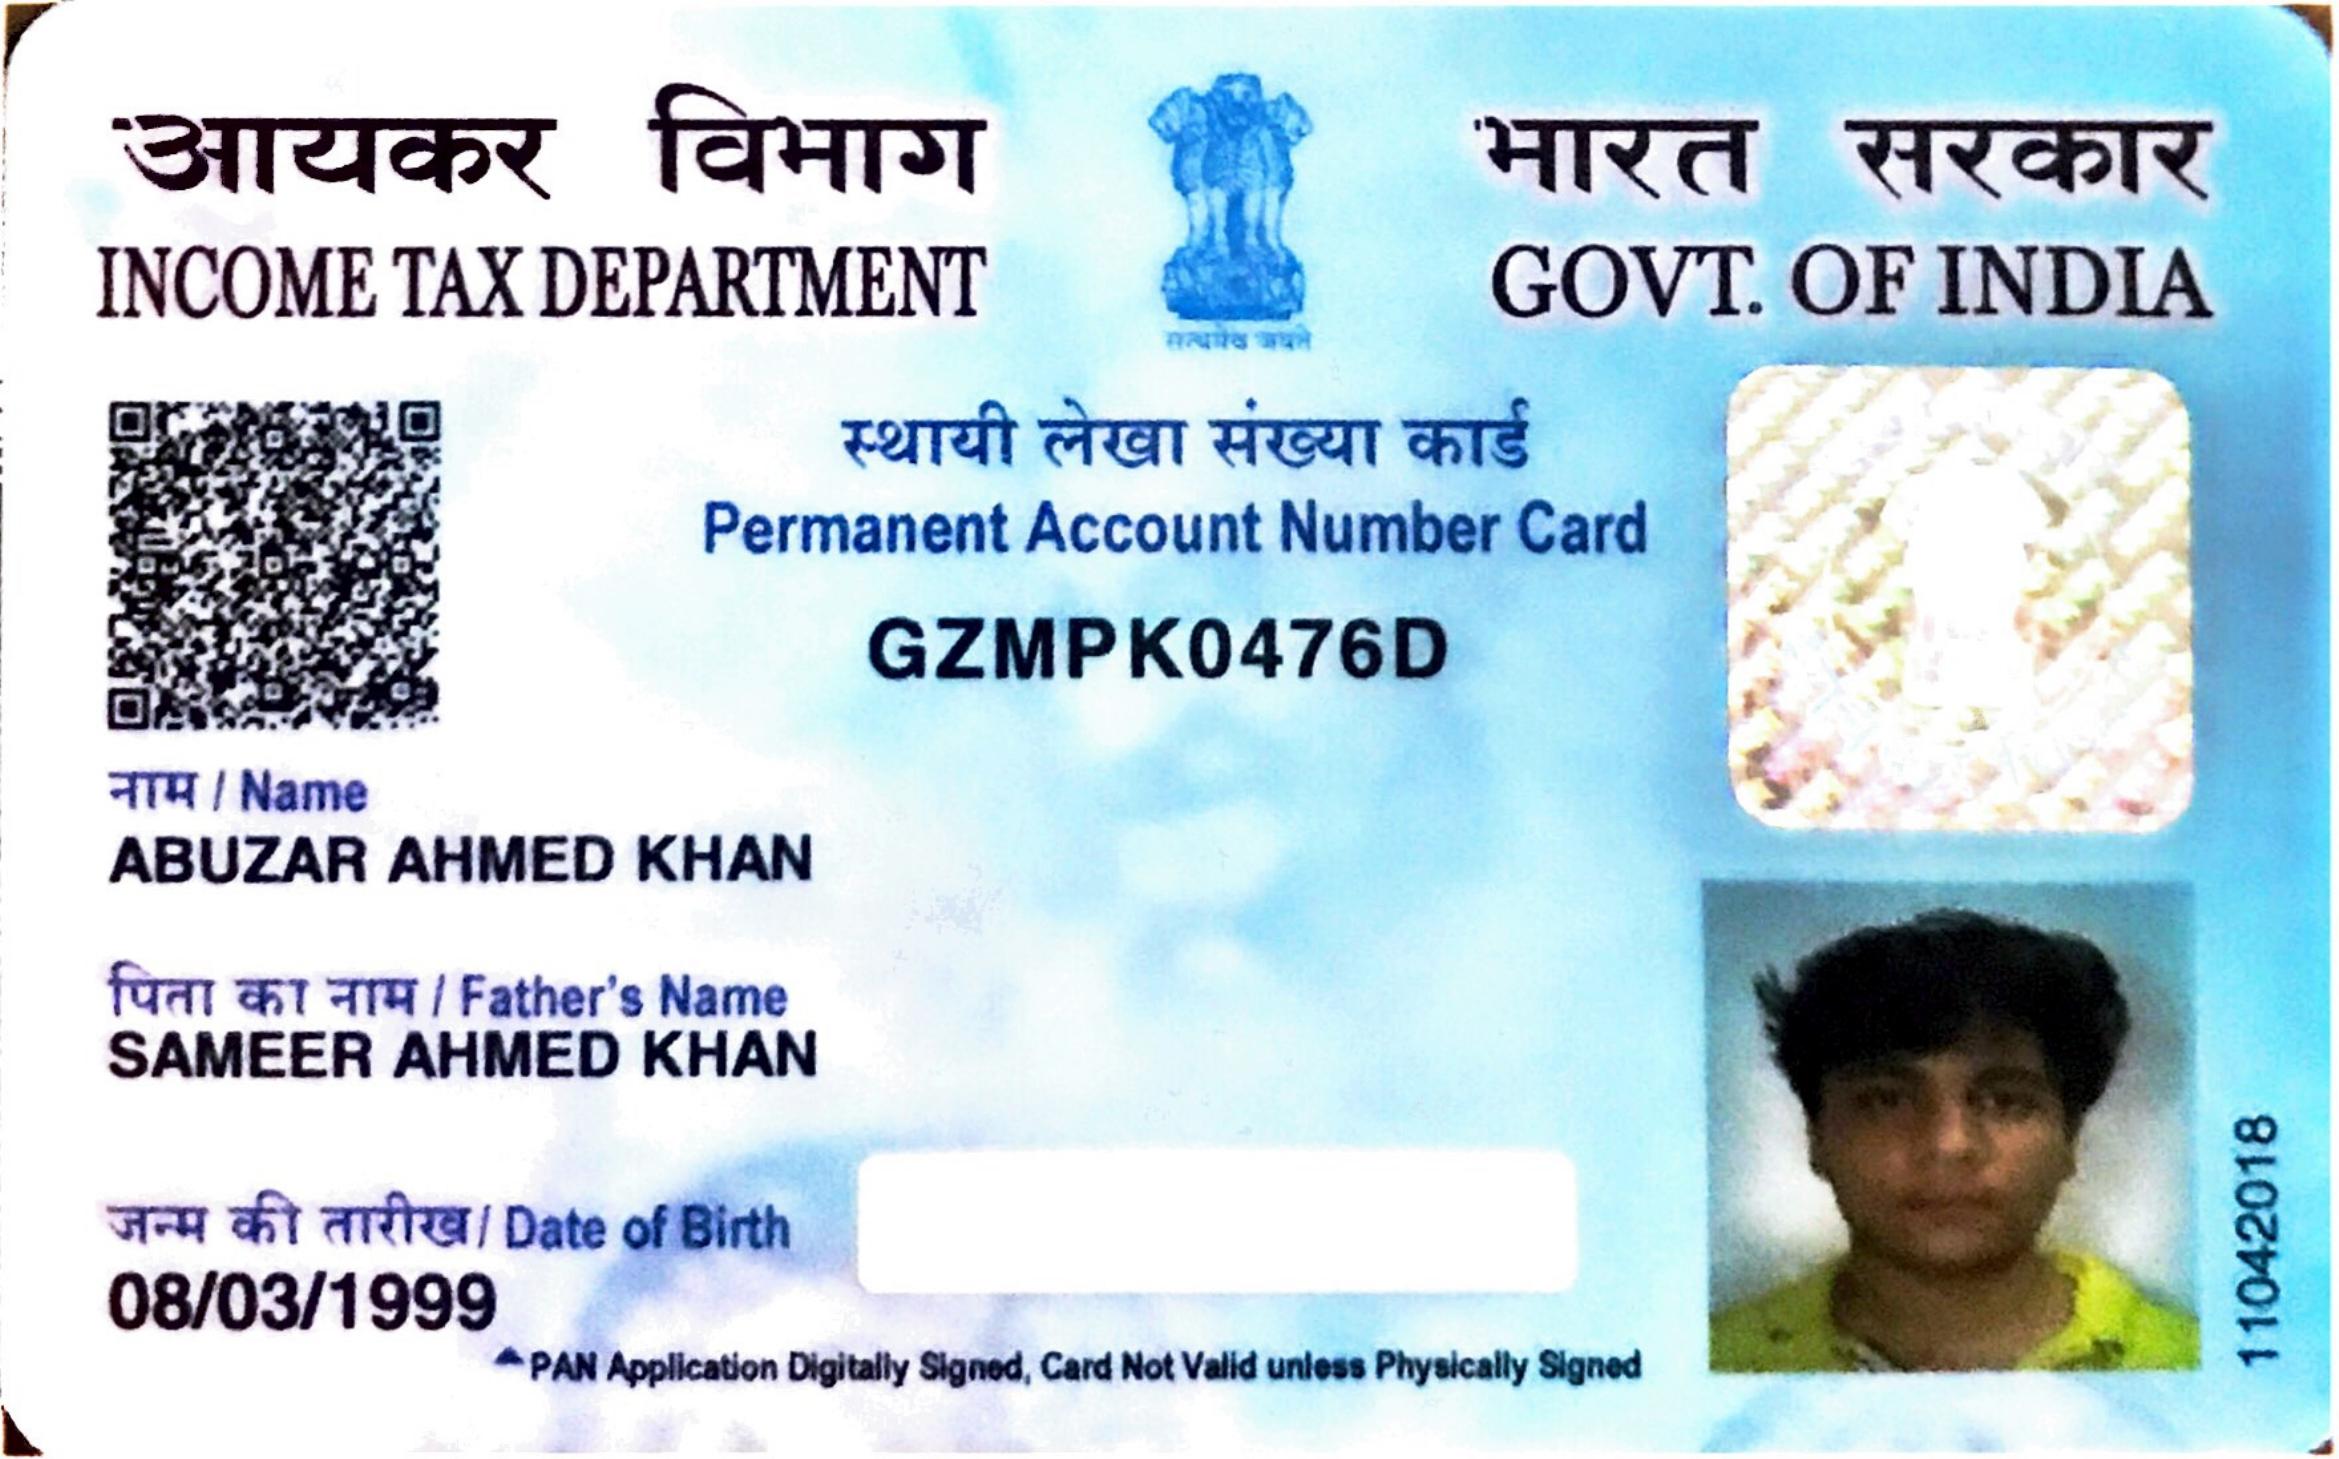 आयकर विभाग
INCOME TAX DEPARTMENT
भारत सरकार
GOVT. OF INDIA
सत्यमेव जयते
स्थायी लेखा संख्या कार्ड
Permanent Account Number Card
GZMPK0476D
नाम / Name
ABUZAR AHMED KHAN
पिता का नाम / Father's Name
SAMEER AHMED KHAN
जन्म की तारीख / Date of Birth
08/03/1999
PAN Application Digitally Signed, Card Not Valid unless Physically Signed
11042018